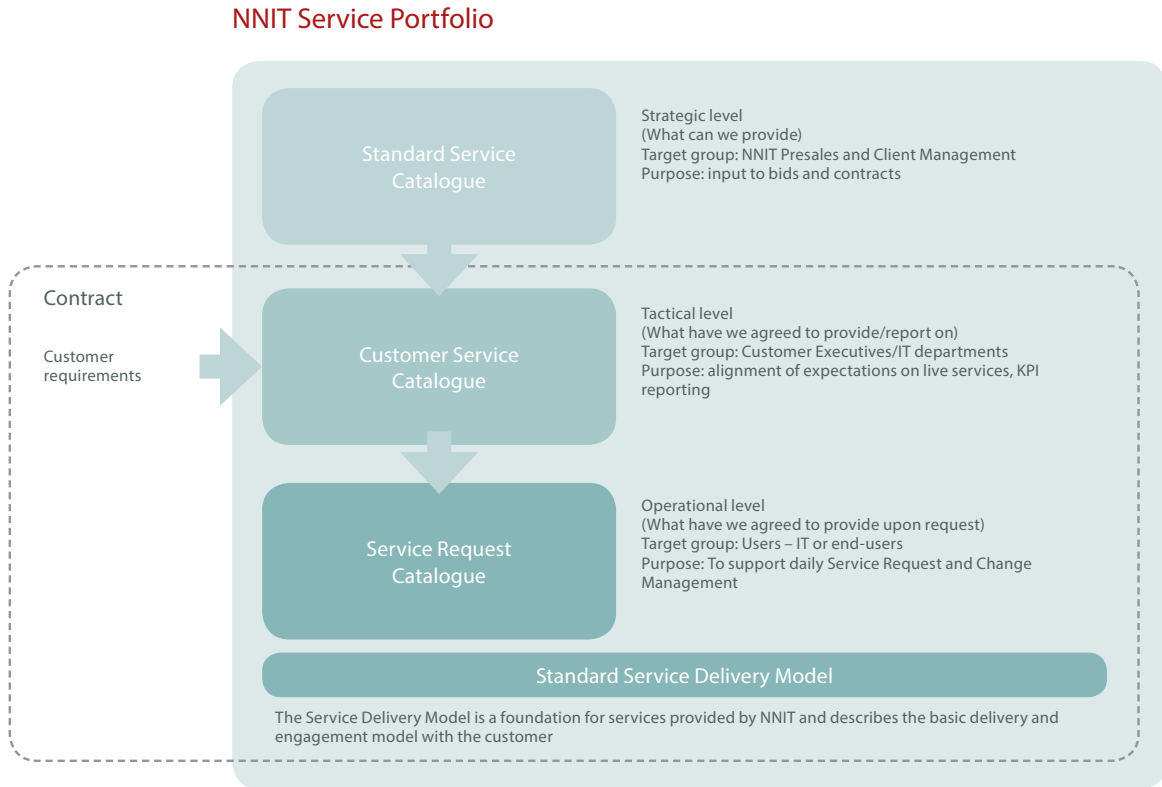 NNIT Service Portfolio
Standard Service
Catalogue
Strategic level
(What can we provide)
Target group: NNIT Presales and Client Management
Purpose: input to bids and contracts
Contract
Customer
requirements
Customer Service
Catalogue
Tactical level
(What have we agreed to provide/report on)
Target group: Customer Executives/IT departments
Purpose: alignment of expectations on live services, KPI
reporting
Service Request
Catalogue
Operational level
(What have we agreed to provide upon request)
Target group: Users – IT or end-users
Purpose: To support daily Service Request and Change
Management
Standard Service Delivery Model
The Service Delivery Model is a foundation for services provided by NNIT and describes the basic delivery and
engagement model with the customer